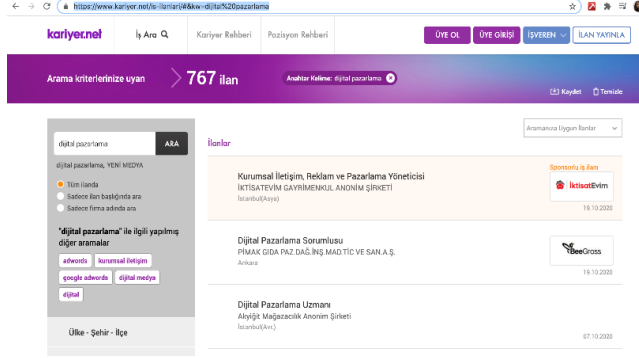 https://www.kariyer.net/is-ilanlari/#&kw=dijital%20pazarlama
kariyer.net
İş Ara
Kariyer Rehberi
Pozisyon Rehberi
ÜYE OL
ÜYE GİRİŞİ
İŞVEREN
İLAN YAYINLA
Arama kriterlerinize uyan
767 ilan
Anahtar Kelime: dijital pazarlama
Kaydet
Temizle
dijital pazarlama
ARA
dijital pazarlama, YENİ MEDYA
Tüm ilanda
Sadece ilan başlığında ara
Sadece firma adında ara
"dijital pazarlama" ile ilgili yapılmış
diğer aramalar
adwords
kurumsal iletişim
google adwords
dijital medya
dijital
Ülke - Şehir - İlçe
Aramanıza Uygun İlanlar
İlanlar
Sponsorlu iş ilanı
Kurumsal İletişim, Reklam ve Pazarlama Yöneticisi
İKTİSATEVİM GAYRİMENKUL ANONİM ŞİRKETİ
İstanbul(Asya)
İktisatEvim
19.10.2020
Dijital Pazarlama Sorumlusu
PİMAK GIDA PAZ.DAĞ.İNŞ.MAD.TİC VE SAN.A.Ş.
Ankara
BeeGross
19.10.2020
Dijital Pazarlama Uzmanı
Akyiğit Mağazacılık Anonim Şirketi
İstanbul(Avr.)
07.10.2020